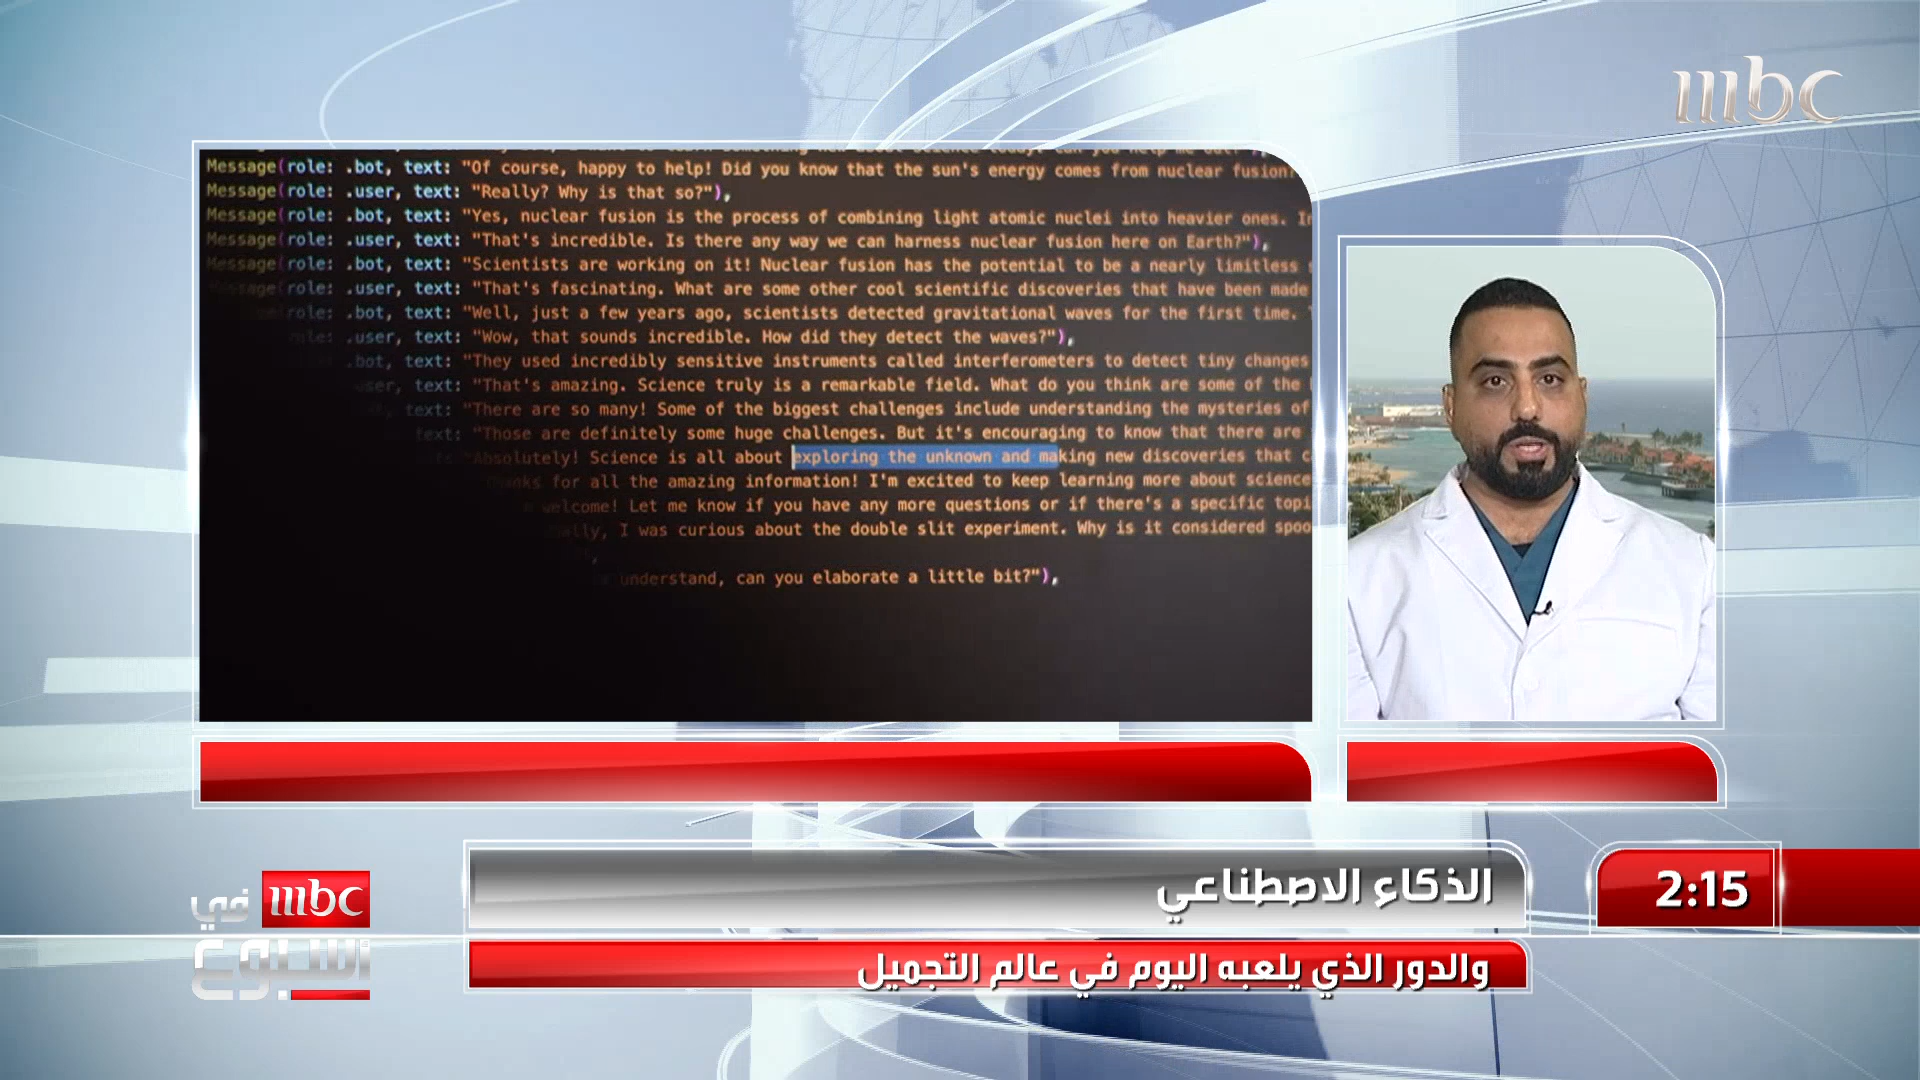 mbc
Message(role: .bot, text: "Of course, happy to help! Did you know that the sun's energy comes from nuclear fusion?
Message(role: .user, text: "Really? Why is that so?"),
Message(role: .bot, text: "Yes, nuclear fusion is the process of combining light atomic nuclei into heavier ones. In
Message(role: .user, text: "That's incredible. Is there any way we can harness nuclear fusion here on Earth?"),
Message(role: .bot, text: "Scientists are working on it! Nuclear fusion has the potential to be a nearly limitless
Message(role: .user, text: "That's fascinating. What are some other cool scientific discoveries that have been made
role: .bot, text: "Well, just a few years ago, scientists detected gravitational waves for the first time.
role: .user, text: "Wow, that sounds incredible. How did they detect the waves?"),
.bot, text: "They used incredibly sensitive instruments called interferometers to detect tiny changes
user, text: "That's amazing. Science truly is a remarkable field. What do you think are some of the
text: "There are so many! Some of the biggest challenges include understanding the mysteries of
text: "Those are definitely some huge challenges. But it's encouraging to know that there are
"Absolutely! Science is all about exploring the unknown and making new discoveries that
Thanks for all the amazing information! I'm excited to keep learning more about science
welcome! Let me know if you have any more questions or if there's a specific topi
I was curious about the double slit experiment. Why is it considered spoo
understand, can you elaborate a little bit?"),
2:15
الذكاء الاصطناعي
والدور الذي يلعبه اليوم في عالم التجميل
mbc في
أسبوع